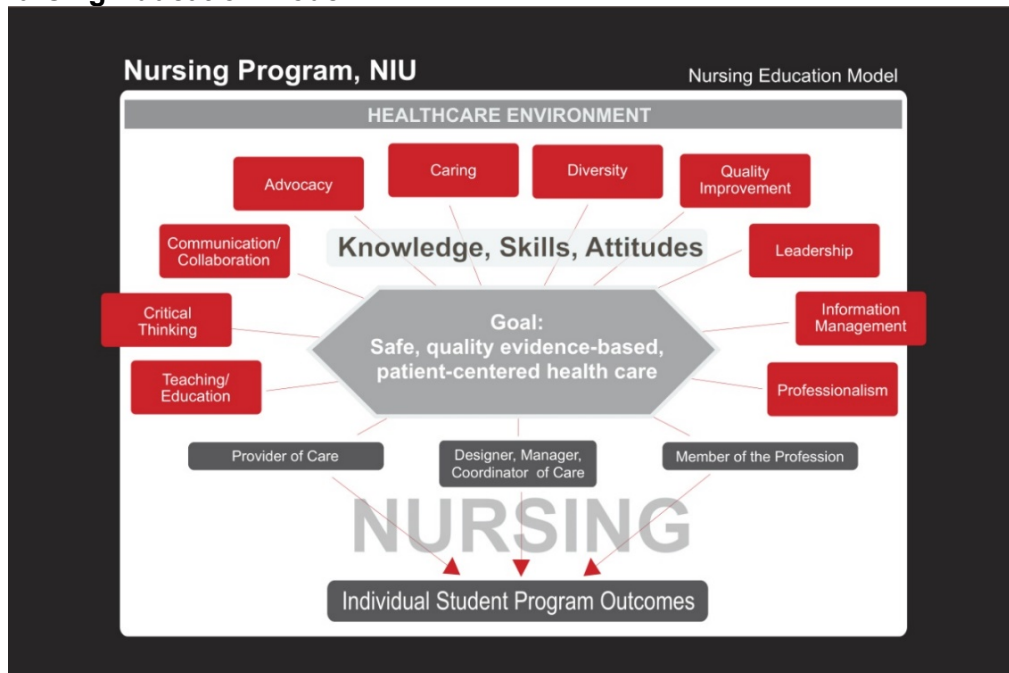 Nursing Program, NIU
Nursing Education Model
HEALTHCARE ENVIRONMENT
Caring
Diversity
Advocacy
Quality
Improvement
Knowledge, Skills, Attitudes
Communication/
Collaboration
Leadership
Critical
Thinking
Information
Management
Goal:
Safe, quality evidence-based,
patient-centered health care
Teaching/
Education
Professionalism
Provider of Care
Designer, Manager,
Coordinator of Care
Member of the Profession
NURSING
Individual Student Program Outcomes